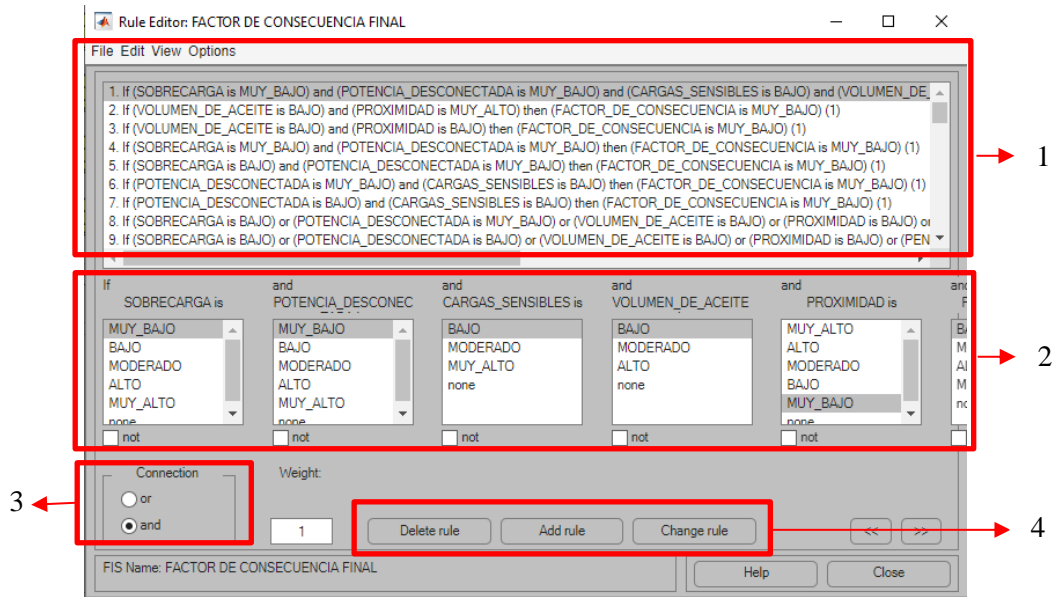 Rule Editor: FACTOR DE CONSECUENCIA FINAL
File Edit View Options
1. If (SOBRECARGA is MUY_BAJO) and (POTENCIA_DESCONECTADA is MUY_BAJO) and (CARGAS_SENSIBLES is BAJO) and (VOLUMEN_DE_
2. If (VOLUMEN_DE_ACEITE is BAJO) and (PROXIMIDAD is MUY_ALTO) then (FACTOR_DE_CONSECUENCIA is MUY_BAJO) (1)
3. If (VOLUMEN_DE_ACEITE is BAJO) and (PROXIMIDAD is BAJO) then (FACTOR_DE_CONSECUENCIA is MUY_BAJO) (1)
4. If (SOBRECARGA is MUY_BAJO) and (POTENCIA_DESCONECTADA is MUY_BAJO) then (FACTOR_DE_CONSECUENCIA is MUY_BAJO) (1)
5. If (SOBRECARGA is BAJO) and (POTENCIA_DESCONECTADA is MUY_BAJO) then (FACTOR_DE_CONSECUENCIA is MUY_BAJO) (1)
6. If (POTENCIA_DESCONECTADA is MUY_BAJO) and (CARGAS_SENSIBLES is BAJO) then (FACTOR_DE_CONSECUENCIA is MUY_BAJO) (1)
7. If (POTENCIA_DESCONECTADA is BAJO) and (CARGAS_SENSIBLES is BAJO) then (FACTOR_DE_CONSECUENCIA is MUY_BAJO) (1)
8. If (SOBRECARGA is BAJO) or (POTENCIA_DESCONECTADA is MUY_BAJO) or (VOLUMEN_DE_ACEITE is BAJO) or (PROXIMIDAD is BAJO) or
9. If (SOBRECARGA is BAJO) or (POTENCIA_DESCONECTADA is BAJO) or (VOLUMEN_DE_ACEITE is BAJO) or (PROXIMIDAD is BAJO) or (PEN
1
If and and and and and
SOBRECARGA is POTENCIA_DESCONEC CARGAS_SENSIBLES is VOLUMEN_DE_ACEITE PROXIMIDAD is
MUY_BAJO MUY_BAJO BAJO BAJO MUY_ALTO
BAJO BAJO MODERADO MODERADO ALTO
MODERADO MODERADO MUY_ALTO ALTO MODERADO
ALTO ALTO none none BAJO
MUY_ALTO MUY_ALTO MUY_BAJO
none none none
not not not not not
2
Connection Weight:
or
and
3
1 Delete rule Add rule Change rule << >>
4
FIS Name: FACTOR DE CONSECUENCIA FINAL Help Close